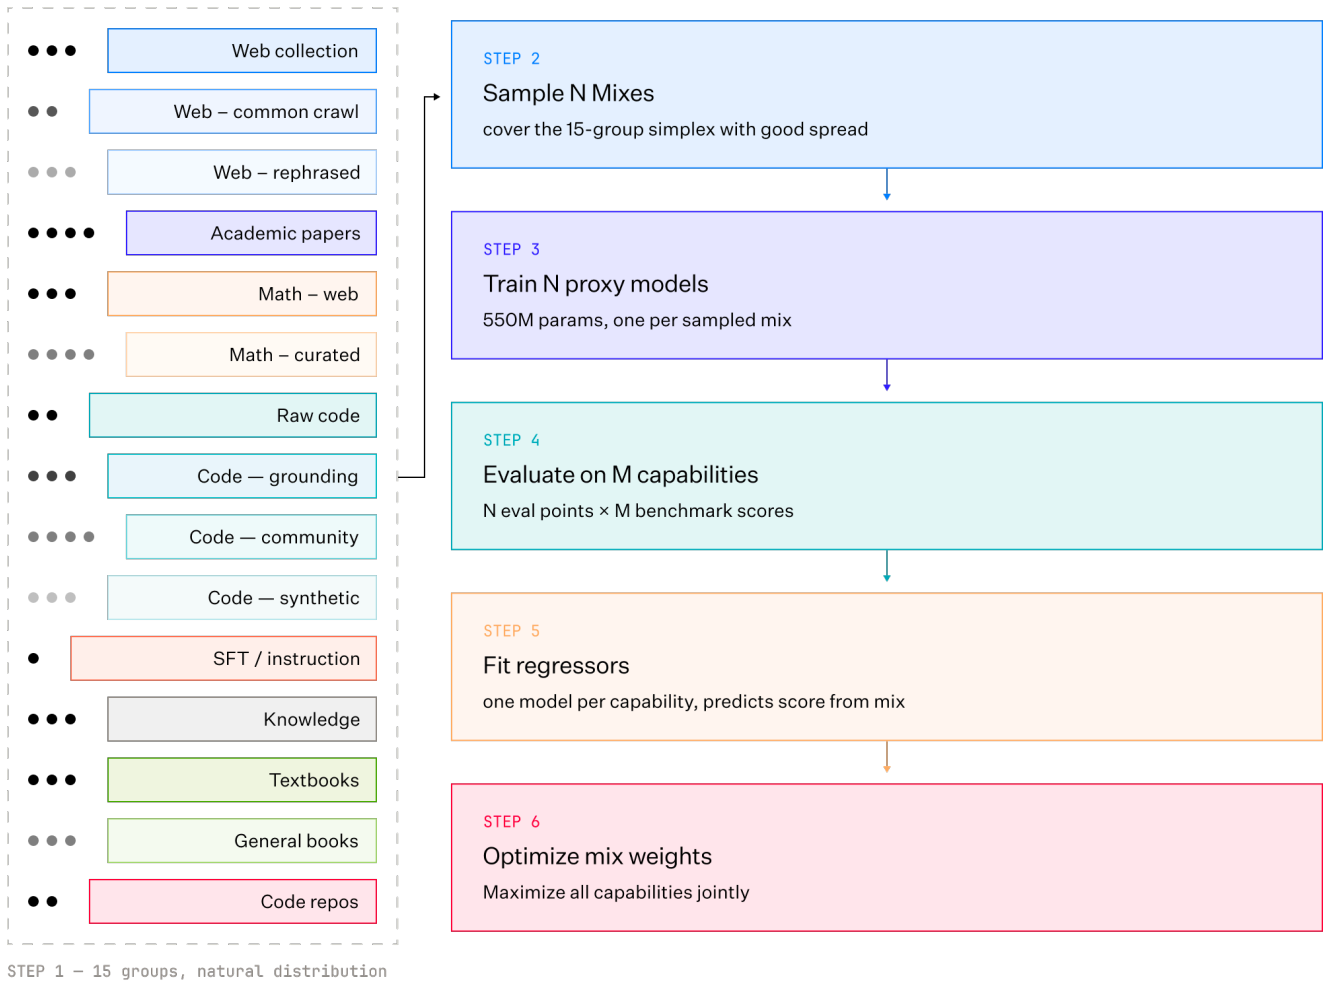 Web collection
Web – common crawl
Web – rephrased
Academic papers
Math – web
Math – curated
Raw code
Code — grounding
Code — community
Code — synthetic
SFT / instruction
Knowledge
Textbooks
General books
Code repos
STEP 1 — 15 groups, natural distribution
STEP 2
Sample N Mixes
cover the 15-group simplex with good spread
STEP 3
Train N proxy models
550M params, one per sampled mix
STEP 4
Evaluate on M capabilities
N eval points × M benchmark scores
STEP 5
Fit regressors
one model per capability, predicts score from mix
STEP 6
Optimize mix weights
Maximize all capabilities jointly